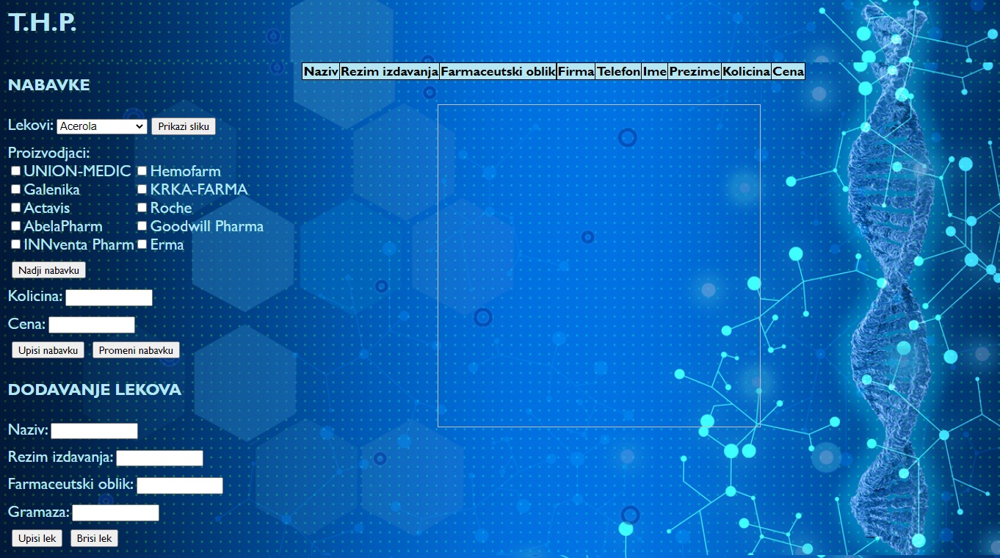 T.H.P.
NABAVKE
Naziv Rezim izdavanja Farmaceutski oblik Firma Telefon Ime Prezime Kolicina Cena
Lekovi: Acerola Prikazi sliku
Proizvodjaci:
UNION-MEDIC Hemofarm
Galenika KRKA-FARMA
Actavis Roche
AbelaPharm Goodwill Pharma
INNventa Pharm Erma
Nadji nabavku
Kolicina:
Cena:
Upisi nabavku Promeni nabavku
DODAVANJE LEKOVA
Naziv:
Rezim izdavanja:
Farmaceutski oblik:
Gramaza:
Upisi lek Brisi lek